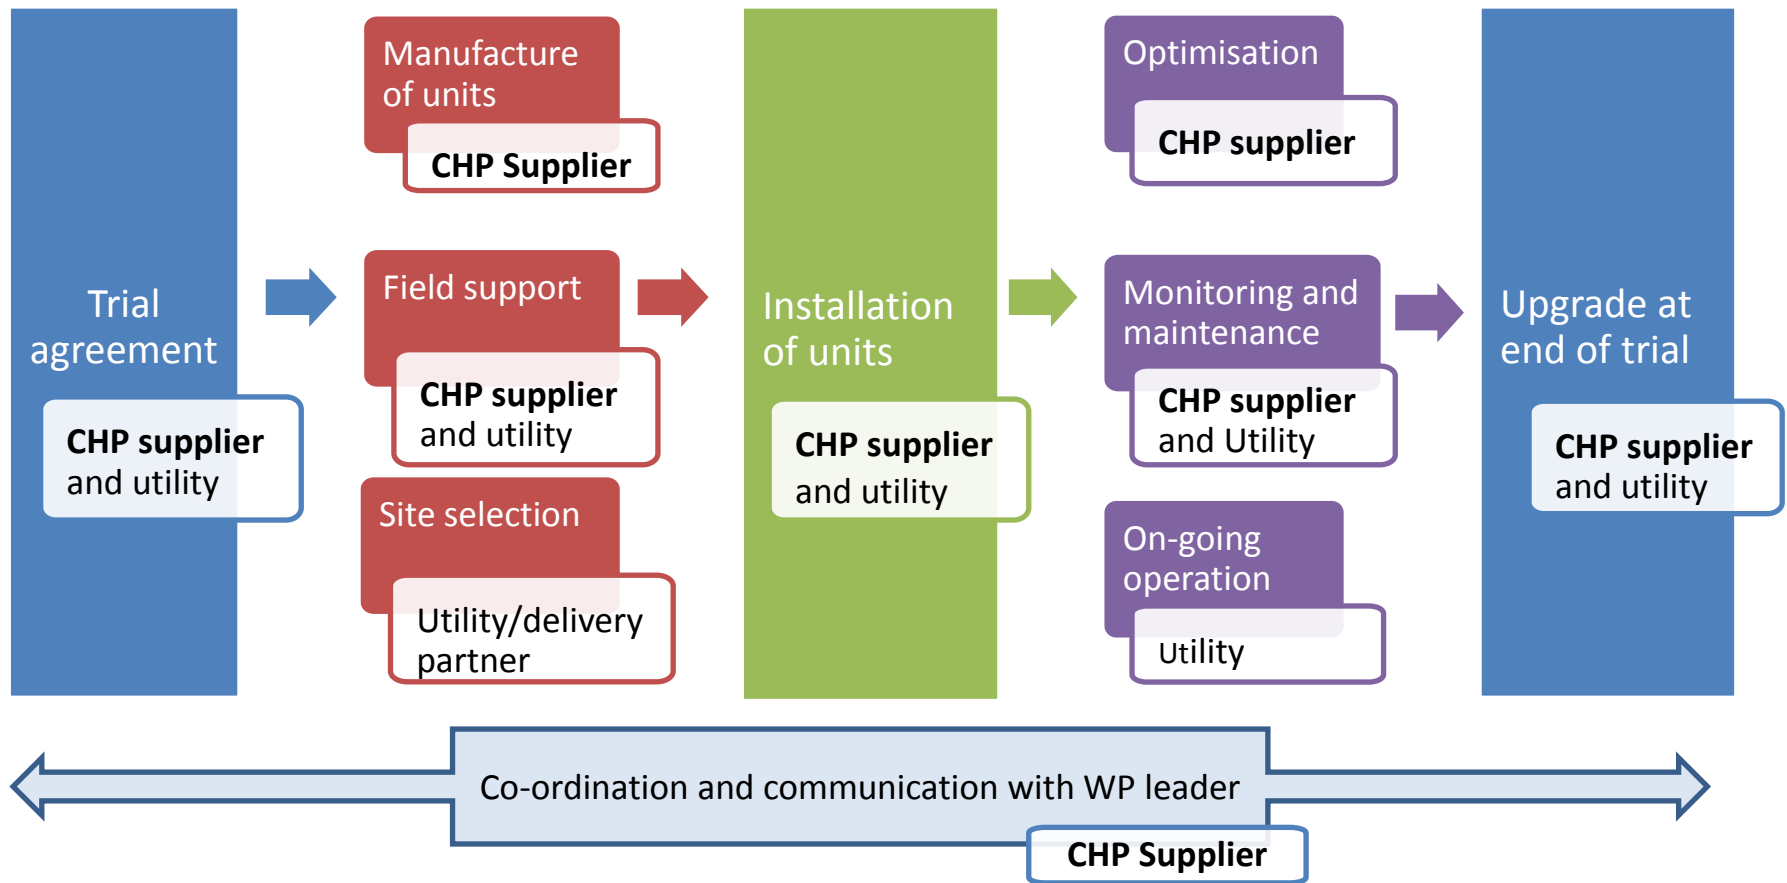 Trial
agreement
CHP supplier
and utility
Manufacture
of units
CHP Supplier
Field support
CHP supplier
and utility
Site selection
Utility/delivery
partner
Installation
of units
CHP supplier
and utility
Optimisation
CHP supplier
Monitoring and
maintenance
CHP supplier
and Utility
On-going
operation
Utility
Upgrade at
end of trial
CHP supplier
and utility
Co-ordination and communication with WP leader
CHP Supplier